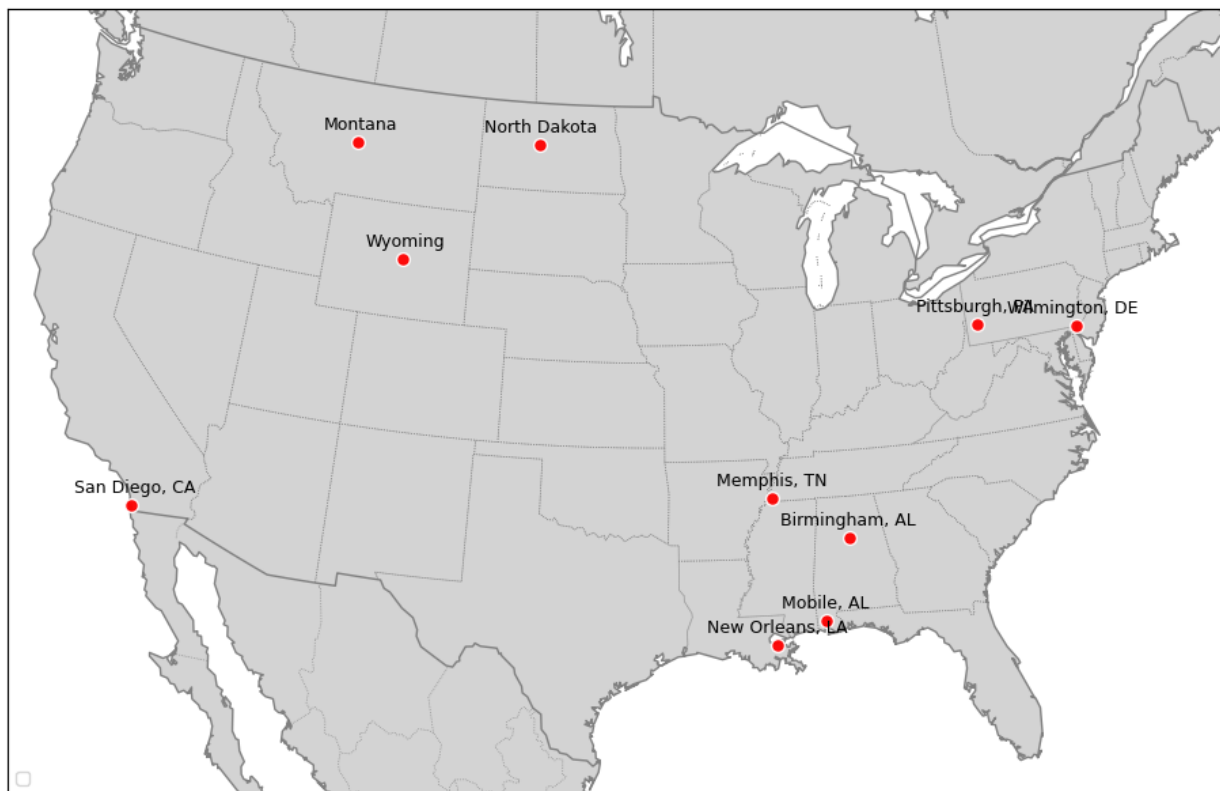 Montana
North Dakota
Wyoming
Pittsburgh, PA
Wilmington, DE
San Diego, CA
Memphis, TN
Birmingham, AL
Mobile, AL
New Orleans, LA